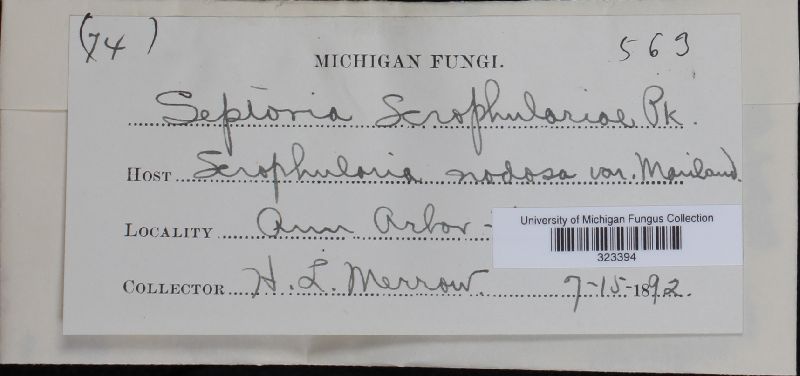 (74) 563
MICHIGAN FUNGI.
Septoria Scrophulariae Pk.
HOST Scrophularia nodosa var. Mariland.
LOCALITY Ann Arbor -
University of Michigan Fungus Collection
323394
COLLECTOR H. L. Merrow. 7-15-1892.